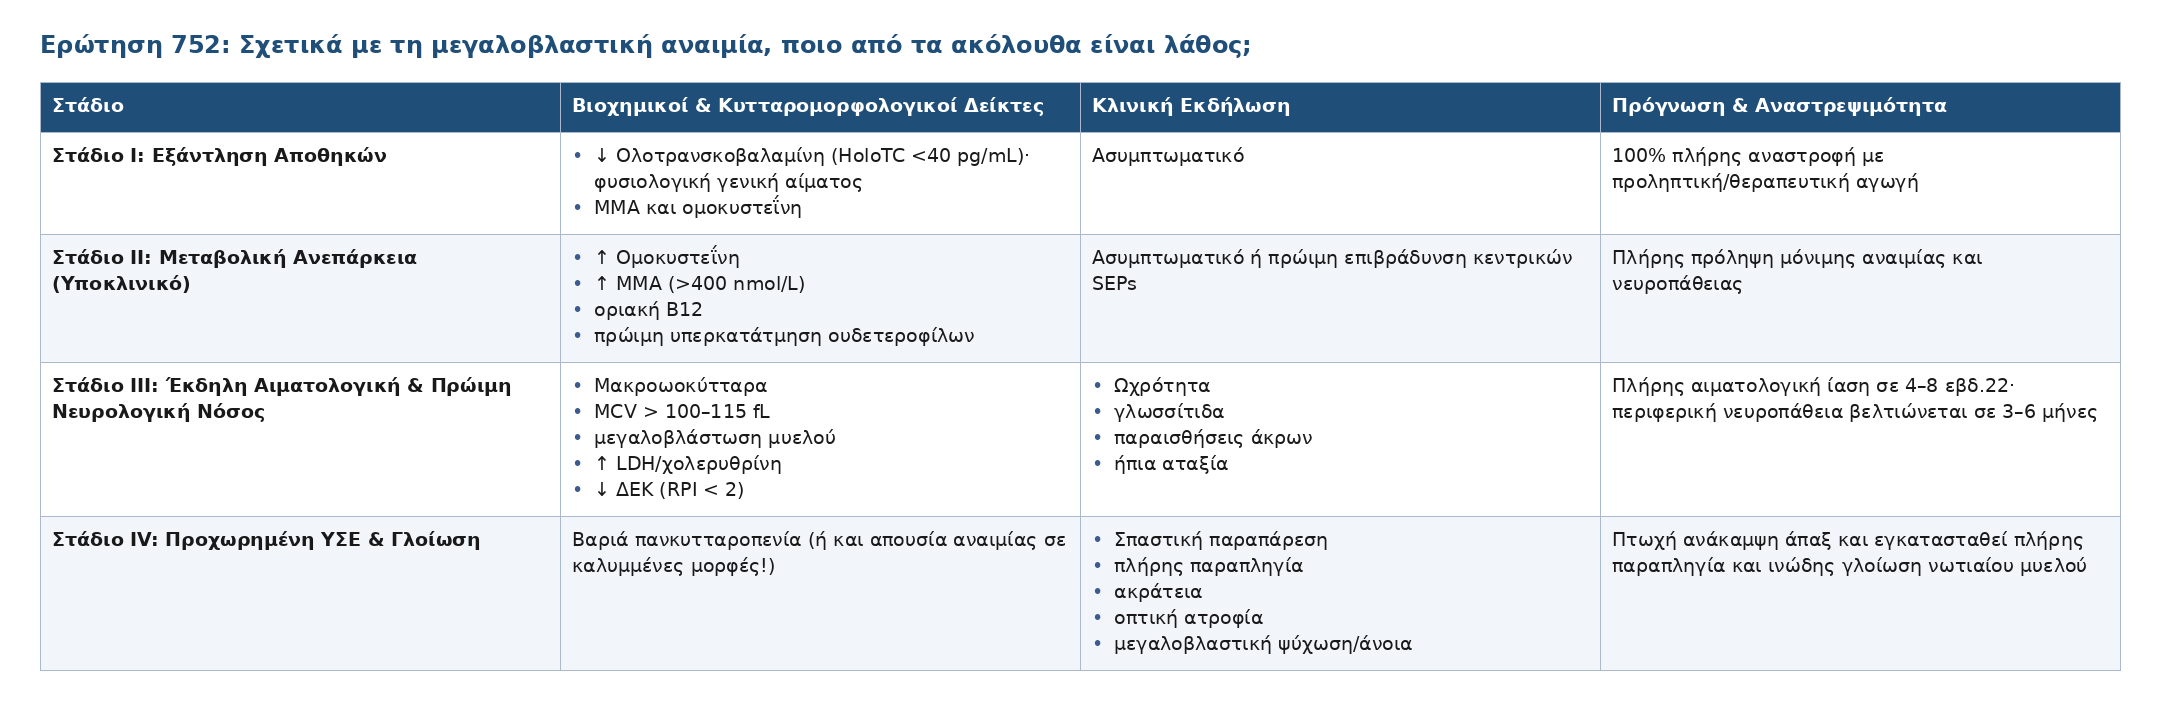 Ερώτηση 752: Σχετικά με τη μεγαλοβλαστική αναιμία, ποιο από τα ακόλουθα είναι λάθος;
Στάδιο
Βιοχημικοί & Κυτταρομορφολογικοί Δείκτες
Κλινική Εκδήλωση
Πρόγνωση & Αναστρεψιμότητα
Στάδιο I: Εξάντληση Αποθηκών
• ↓ Ολοτρανσκοβαλαμίνη (HoloTC <40 pg/mL)·
φυσιολογική γενική αίματος
• MMA και ομοκυστεΐνη
Ασυμπτωματικό
100% πλήρης αναστροφή με
προληπτική/θεραπευτική αγωγή
Στάδιο II: Μεταβολική Ανεπάρκεια
(Υποκλινικό)
• ↑ Ομοκυστεΐνη
• ↑ MMA (>400 nmol/L)
• οριακή B12
• πρώιμη υπερκατάτμηση ουδετεροφίλων
Ασυμπτωματικό ή πρώιμη επιβράδυνση κεντρικών
SEPs
Πλήρης πρόληψη μόνιμης αναιμίας και
νευροπάθειας
Στάδιο III: Έκδηλη Αιματολογική & Πρώιμη
Νευρολογική Νόσος
• Μακροωοκύτταρα
• MCV > 100–115 fL
• μεγαλοβλάστωση μυελού
• ↑ LDH/χολερυθρίνη
• ↓ ΔΕΚ (RPI < 2)
• Ωχρότητα
• γλωσσίτιδα
• παραισθήσεις άκρων
• ήπια αταξία
Πλήρης αιματολογική ίαση σε 4–8 εβδ.22·
περιφερική νευροπάθεια βελτιώνεται σε 3–6 μήνες
Στάδιο IV: Προχωρημένη ΥΣΕ & Γλοίωση
Βαριά πανκυτταροπενία (ή και απουσία αναιμίας σε
καλυμμένες μορφές!)
• Σπαστική παραπάρεση
• πλήρης παραπληγία
• ακράτεια
• οπτική ατροφία
• μεγαλοβλαστική ψύχωση/άνοια
Πτωχή ανάκαμψη άπαξ και εγκατασταθεί πλήρης
παραπληγία και ινώδης γλοίωση νωτιαίου μυελού